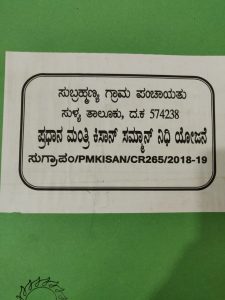 ಸುಬ್ರಹ್ಮಣ್ಯ ಗ್ರಾಮ ಪಂಚಾಯತು
ಸುಳ್ಯ ತಾಲೂಕು, ದ.ಕ 574238
ಪ್ರಧಾನ ಮಂತ್ರಿ ಕಿಸಾನ್ ಸಮ್ಮಾನ್ ನಿಧಿ ಯೋಜನೆ
ಸುಗ್ರಾಪಂ/PMKISAN/CR265/2018-19